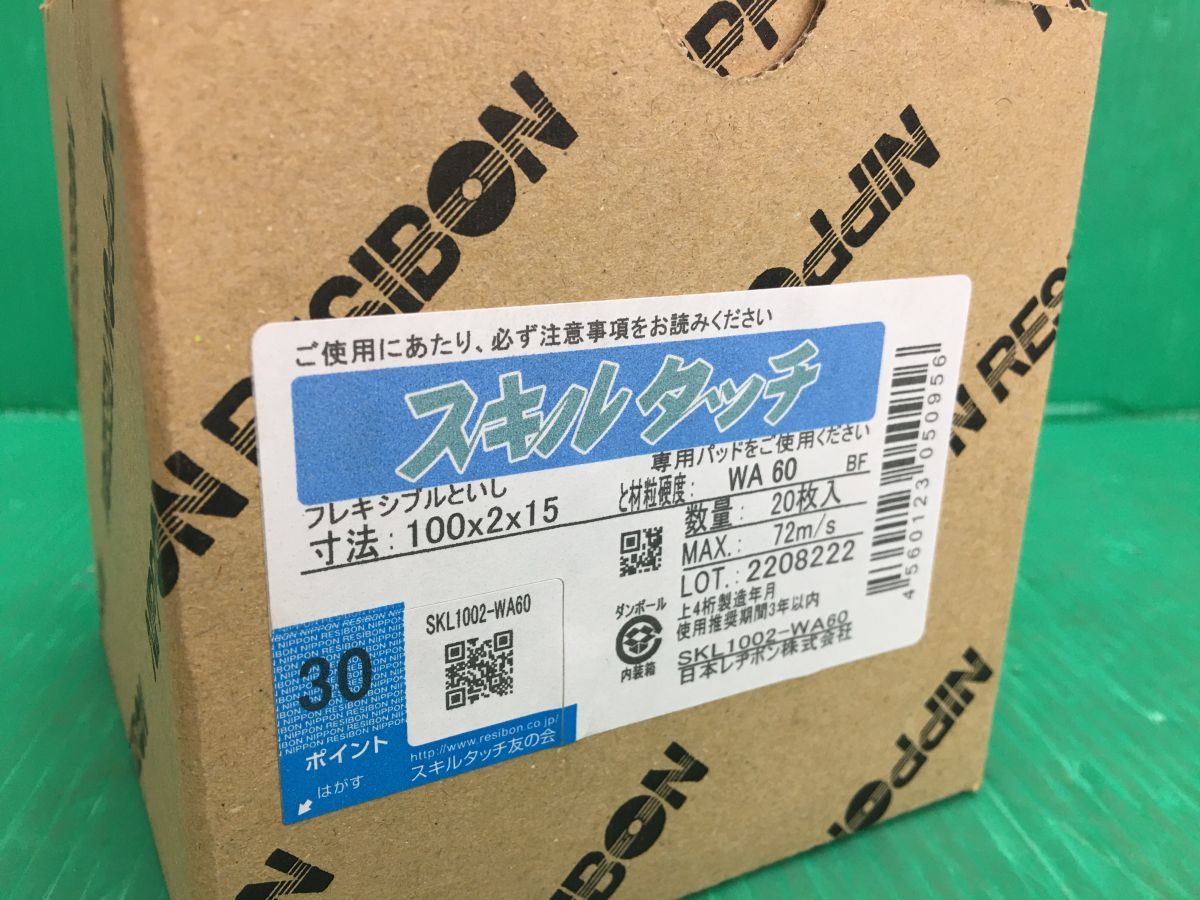 PP
RESIBON
NIPPO
ご使用にあたり、必ず注意事項をお読みください
スキルタッチ
専用パッドをご使用ください
フレキシブルといし
と材粒硬度: WA 60 BF
寸法: 100x2x15
数量: 20枚入
MAX.: 72m/s
LOT.: 2208222
上4桁製造年月
使用推奨期間3年以内
SKL1002-WA60
日本レヂボン株式会社
ダンボール
内装箱
4560123050956
SKL1002-WA60
30
ポイント
はがす
http://www.resibon.co.jp/
スキルタッチ友の会
NIPPON RESIBON
N RES
NIPPO
SIBON